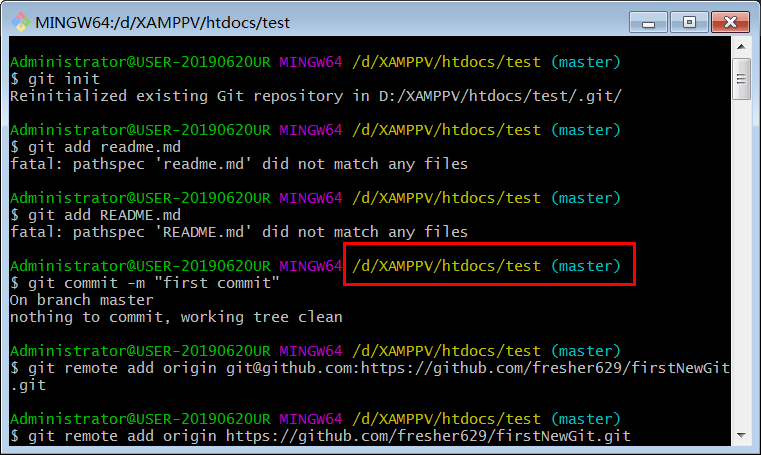 MINGW64:/d/XAMPPV/htdocs/test
Administrator@USER-20190620UR MINGW64 /d/XAMPPV/htdocs/test (master)
$ git init
Reinitialized existing Git repository in D:/XAMPPV/htdocs/test/.git/
Administrator@USER-20190620UR MINGW64 /d/XAMPPV/htdocs/test (master)
$ git add readme.md
fatal: pathspec 'readme.md' did not match any files
Administrator@USER-20190620UR MINGW64 /d/XAMPPV/htdocs/test (master)
$ git add README.md
fatal: pathspec 'README.md' did not match any files
Administrator@USER-20190620UR MINGW64 /d/XAMPPV/htdocs/test (master)
$ git commit -m "first commit"
On branch master
nothing to commit, working tree clean
Administrator@USER-20190620UR MINGW64 /d/XAMPPV/htdocs/test (master)
$ git remote add origin git@github.com:https://github.com/fresher629/firstNewGit
.git
Administrator@USER-20190620UR MINGW64 /d/XAMPPV/htdocs/test (master)
$ git remote add origin https://github.com/fresher629/firstNewGit.git